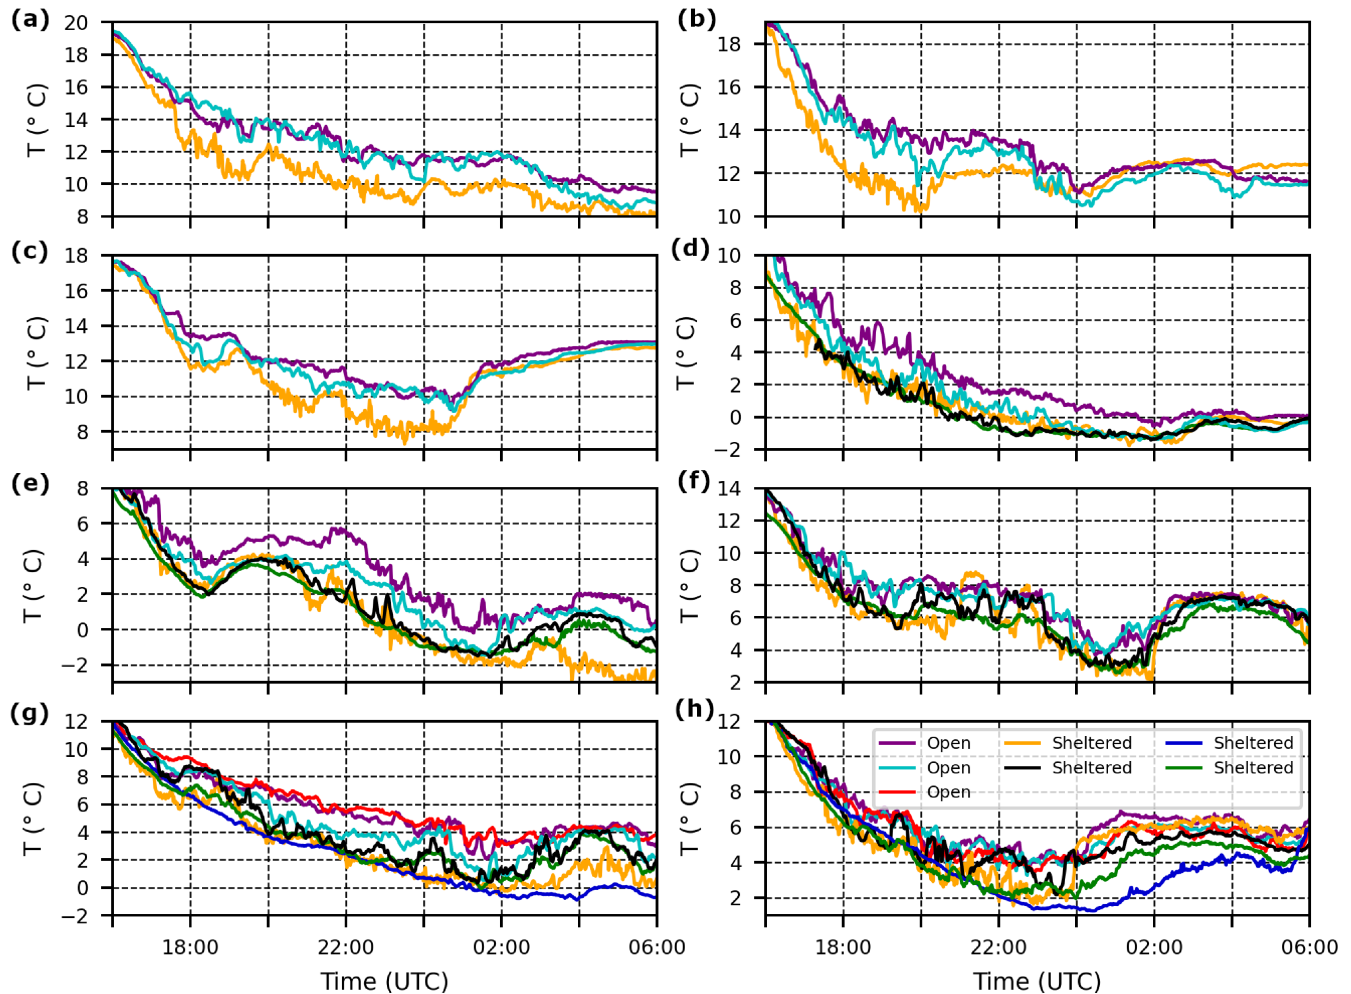 (a)
20
18
16
14
12
10
8
T (° C)
(b)
18
16
14
12
10
T (° C)
(c)
18
16
14
12
10
8
T (° C)
(d)
10
8
6
4
2
0
−2
T (° C)
(e)
8
6
4
2
0
−2
T (° C)
(f)
14
12
10
8
6
4
2
T (° C)
(g)
12
10
8
6
4
2
0
−2
T (° C)
18:00 22:00 02:00 06:00
Time (UTC)
(h)
12
10
8
6
4
2
T (° C)
Open Sheltered Sheltered
Open Sheltered Sheltered
Open
18:00 22:00 02:00 06:00
Time (UTC)